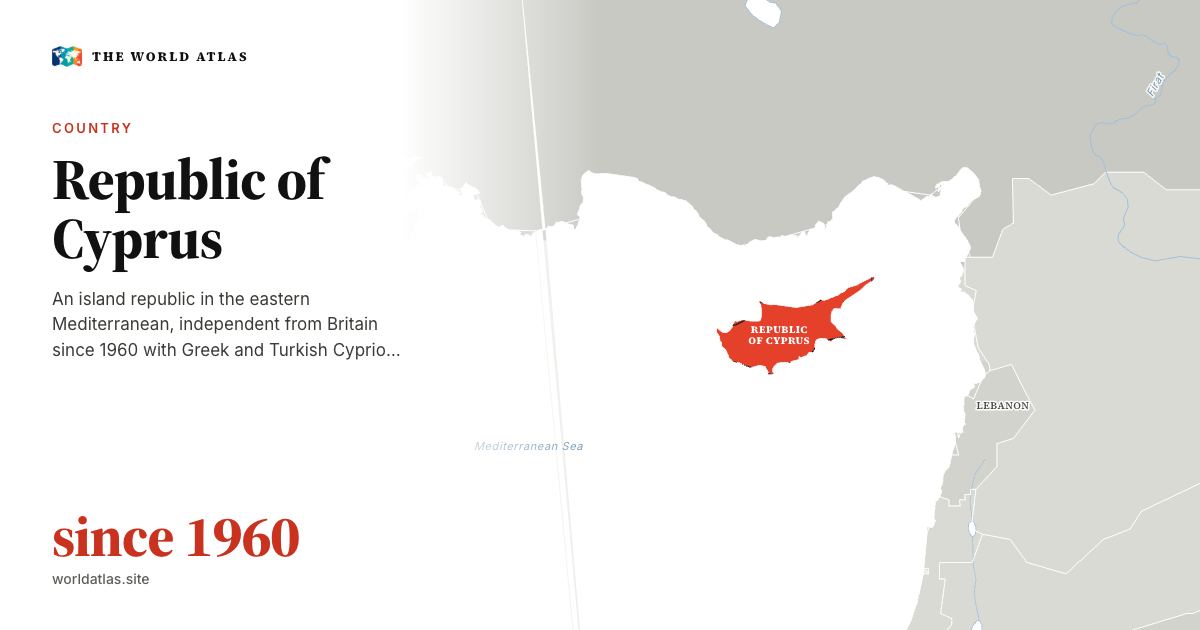 THE WORLD ATLAS
COUNTRY
Republic of
Cyprus
An island republic in the eastern
Mediterranean, independent from Britain
since 1960 with Greek and Turkish Cyprio...
since 1960
worldatlas.site
Fırat
REPUBLIC
OF CYPRUS
LEBANON
Mediterranean Sea